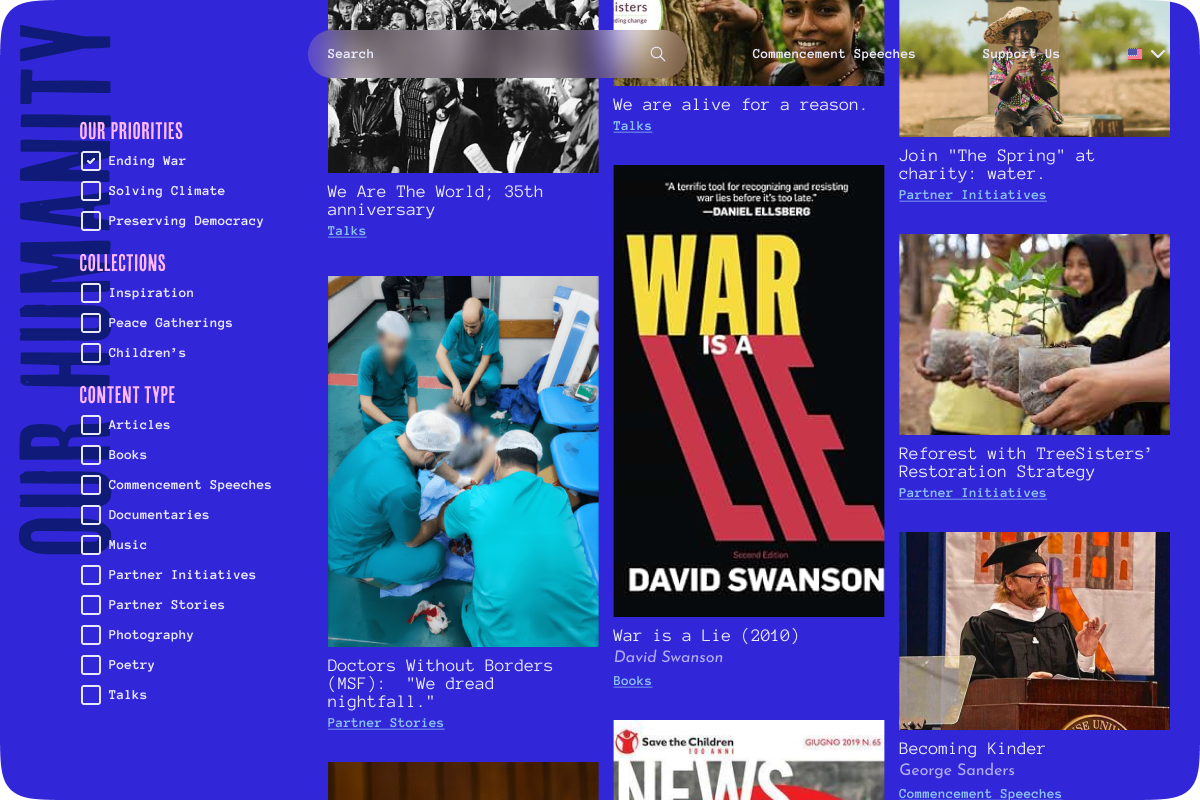 OUR HUMANITY
Search
Commencement Speeches
Support Us
OUR PRIORITIES
Ending War
Solving Climate
Preserving Democracy
COLLECTIONS
Inspiration
Peace Gatherings
Children’s
CONTENT TYPE
Articles
Books
Commencement Speeches
Documentaries
Music
Partner Initiatives
Partner Stories
Photography
Poetry
Talks
We Are The World; 35th
anniversary
Talks
Doctors Without Borders
(MSF):  "We dread
nightfall."
Partner Stories
isters
ding change
We are alive for a reason.
Talks
“A terrific tool for recognizing and resisting
war lies before it’s too late.”
—DANIEL ELLSBERG
WAR
IS A
LIE
Second Edition
DAVID SWANSON
War is a Lie (2010)
David Swanson
Books
Save the Children
100 ANNI
GIUGNO 2019 N. 65
NEWS
Join "The Spring" at
charity: water.
Partner Initiatives
Reforest with TreeSisters’
Restoration Strategy
Partner Initiatives
SE UNIV
Becoming Kinder
George Sanders
Commencement Speeches